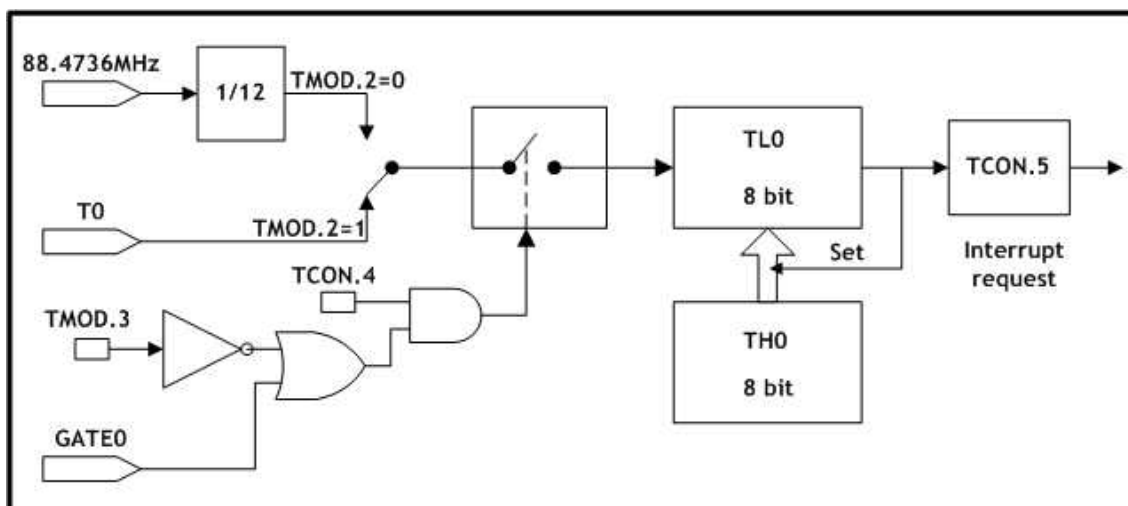 88.4736MHz
1/12
TMOD.2=0
T0
TMOD.2=1
TCON.4
TMOD.3
GATE0
TL0
8 bit
Set
TH0
8 bit
TCON.5
Interrupt
request